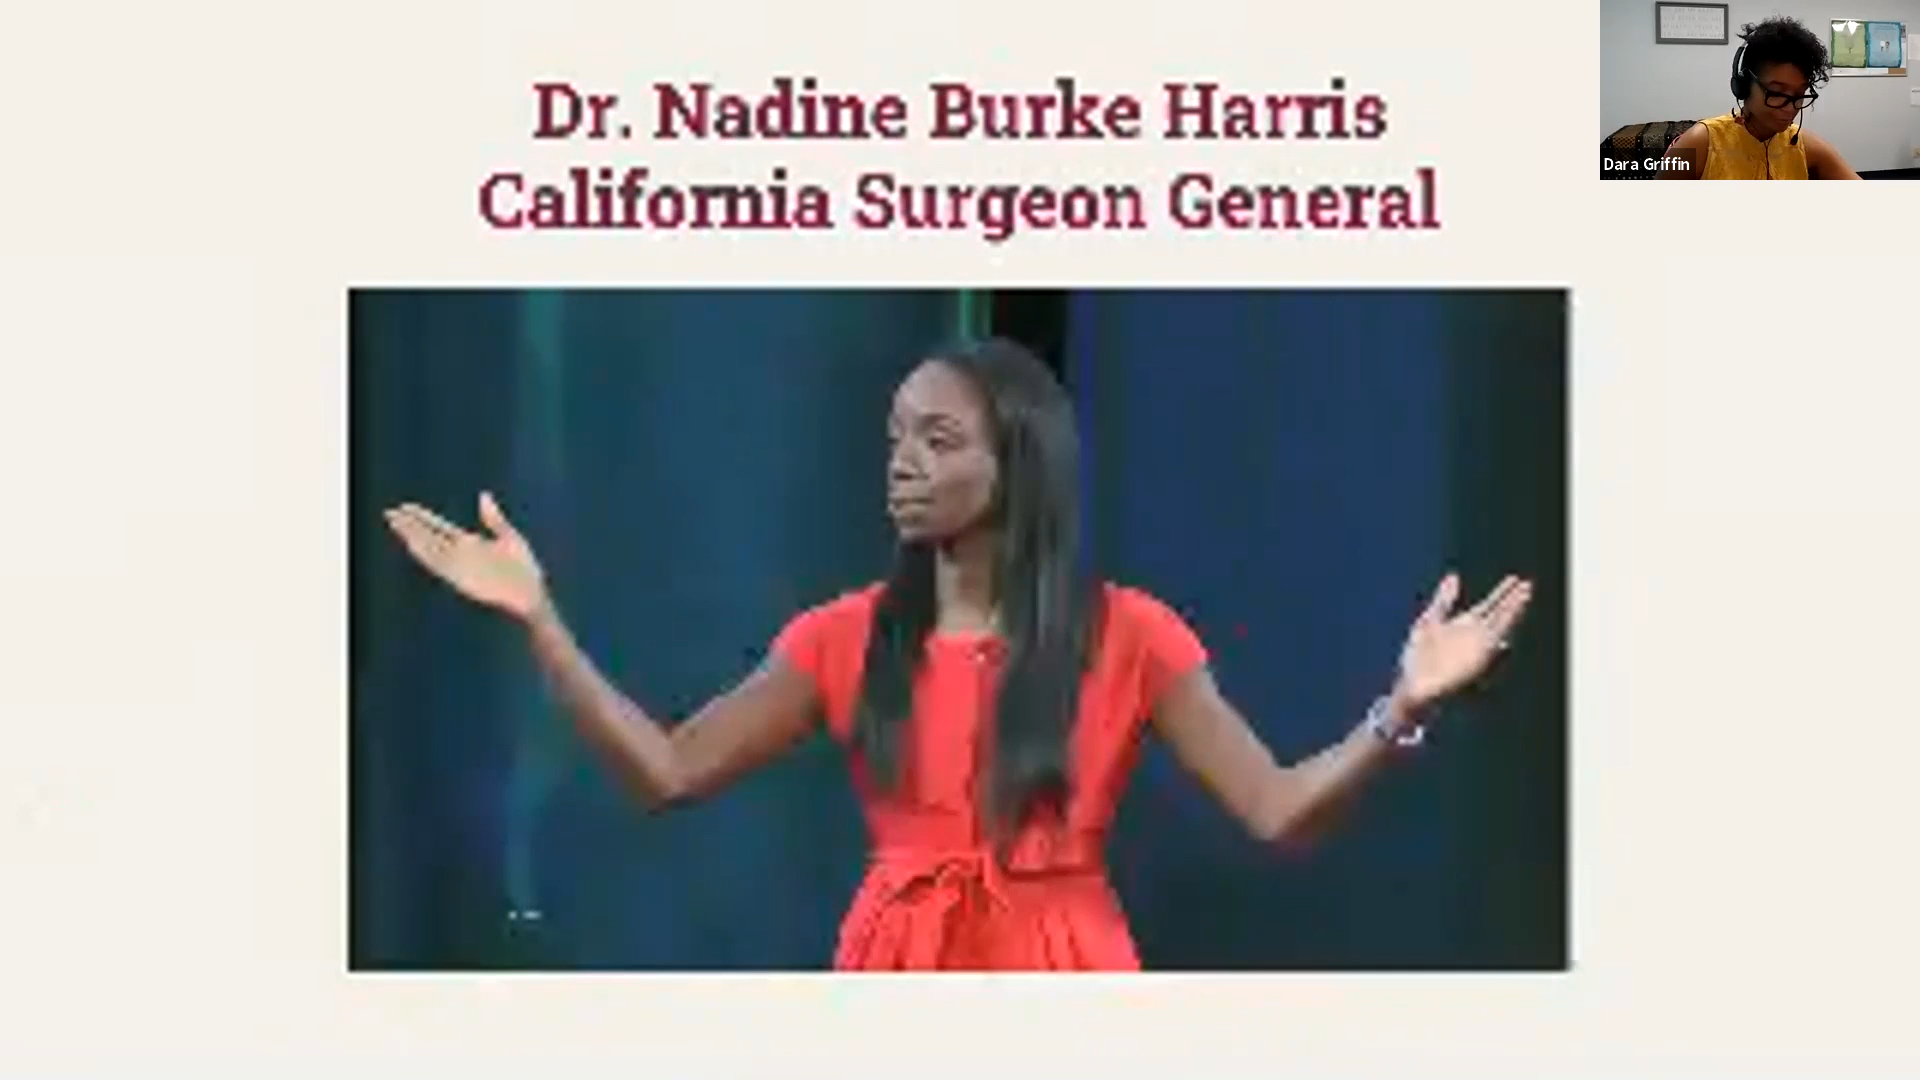 Dr. Nadine Burke Harris
California Surgeon General
Dara Griffin